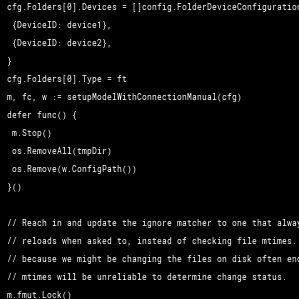 cfg.Folders[0].Devices = []config.FolderDeviceConfiguration
{DeviceID: device1},
{DeviceID: device2},
}
cfg.Folders[0].Type = ft
m, fc, w := setupModelWithConnectionManual(cfg)
defer func() {
m.Stop()
os.RemoveAll(tmpDir)
os.Remove(w.ConfigPath())
}()
// Reach in and update the ignore matcher to one that alway
// reloads when asked to, instead of checking file mtimes.
// because we might be changing the files on disk often eno
// mtimes will be unreliable to determine change status.
m.fmut.Lock()